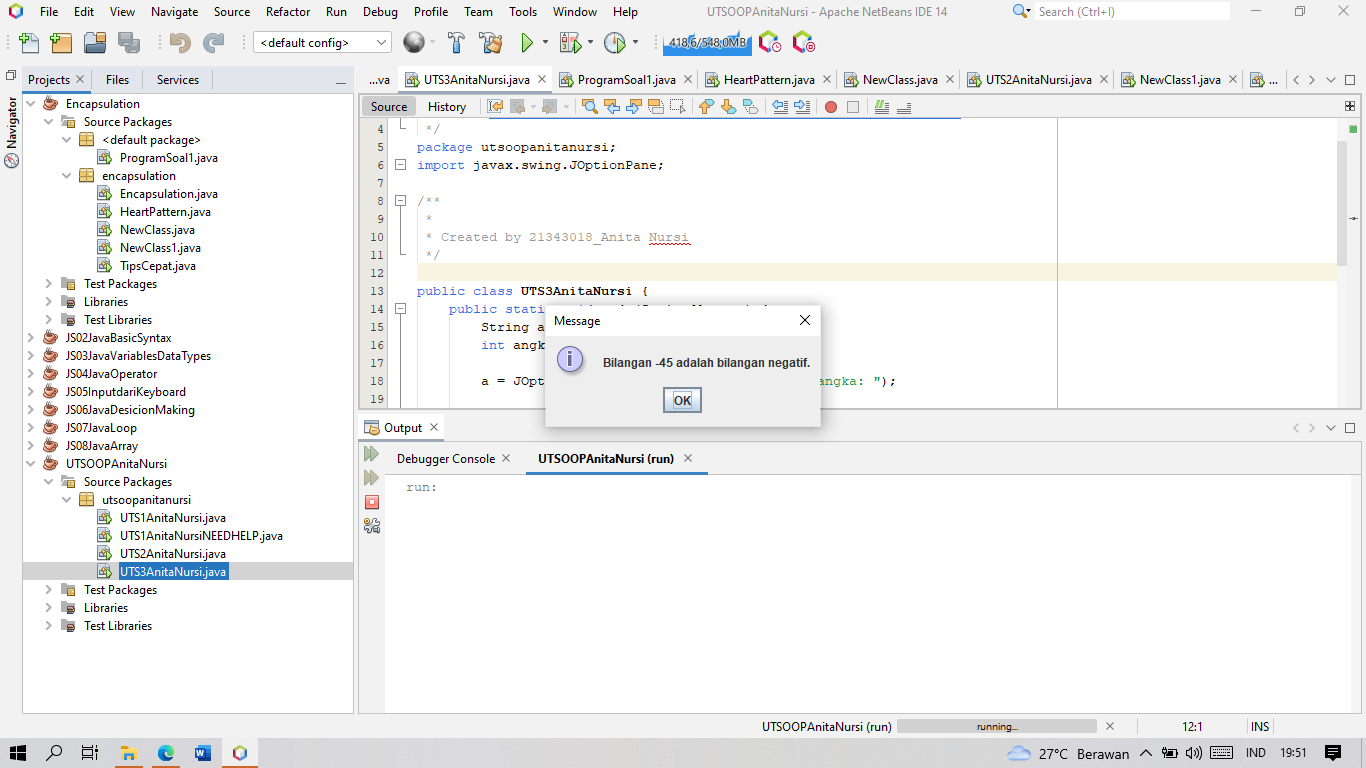 File Edit View Navigate Source Refactor Run Debug Profile Team Tools Window Help UTSOOPAnitaNursi - Apache NetBeans IDE 14 Search (Ctrl+I)
<default config> 418,6/548,0MB
Projects Files Services
...va UTS3AnitaNursi.java ProgramSoal1.java HeartPattern.java NewClass.java UTS2AnitaNursi.java NewClass1.java ...
Navigator
Encapsulation
Source Packages
<default package>
ProgramSoal1.java
encapsulation
Encapsulation.java
HeartPattern.java
NewClass.java
NewClass1.java
TipsCepat.java
Test Packages
Libraries
Test Libraries
JS02JavaBasicSyntax
JS03JavaVariablesDataTypes
JS04JavaOperator
JS05InputdariKeyboard
JS06JavaDesicionMaking
JS07JavaLoop
JS08JavaArray
UTSOOPAnitaNursi
Source Packages
utsoopanitanursi
UTS1AnitaNursi.java
UTS1AnitaNursiNEEDHELP.java
UTS2AnitaNursi.java
UTS3AnitaNursi.java
Test Packages
Libraries
Test Libraries
Source History
4 */
5 package utsoopanitanursi;
6 import javax.swing.JOptionPane;
7
8 /**
9 *
10 * Created by 21343018_Anita Nursi
11 */
12
13 public class UTS3AnitaNursi {
14 public stat
15 String a
16 int angk
17
18 a = JOpt angka: ");
19
Message
Bilangan -45 adalah bilangan negatif.
OK
Output
Debugger Console UTSOOPAnitaNursi (run)
run:
UTSOOPAnitaNursi (run) running... 12:1 INS
27°C Berawan IND 19:51